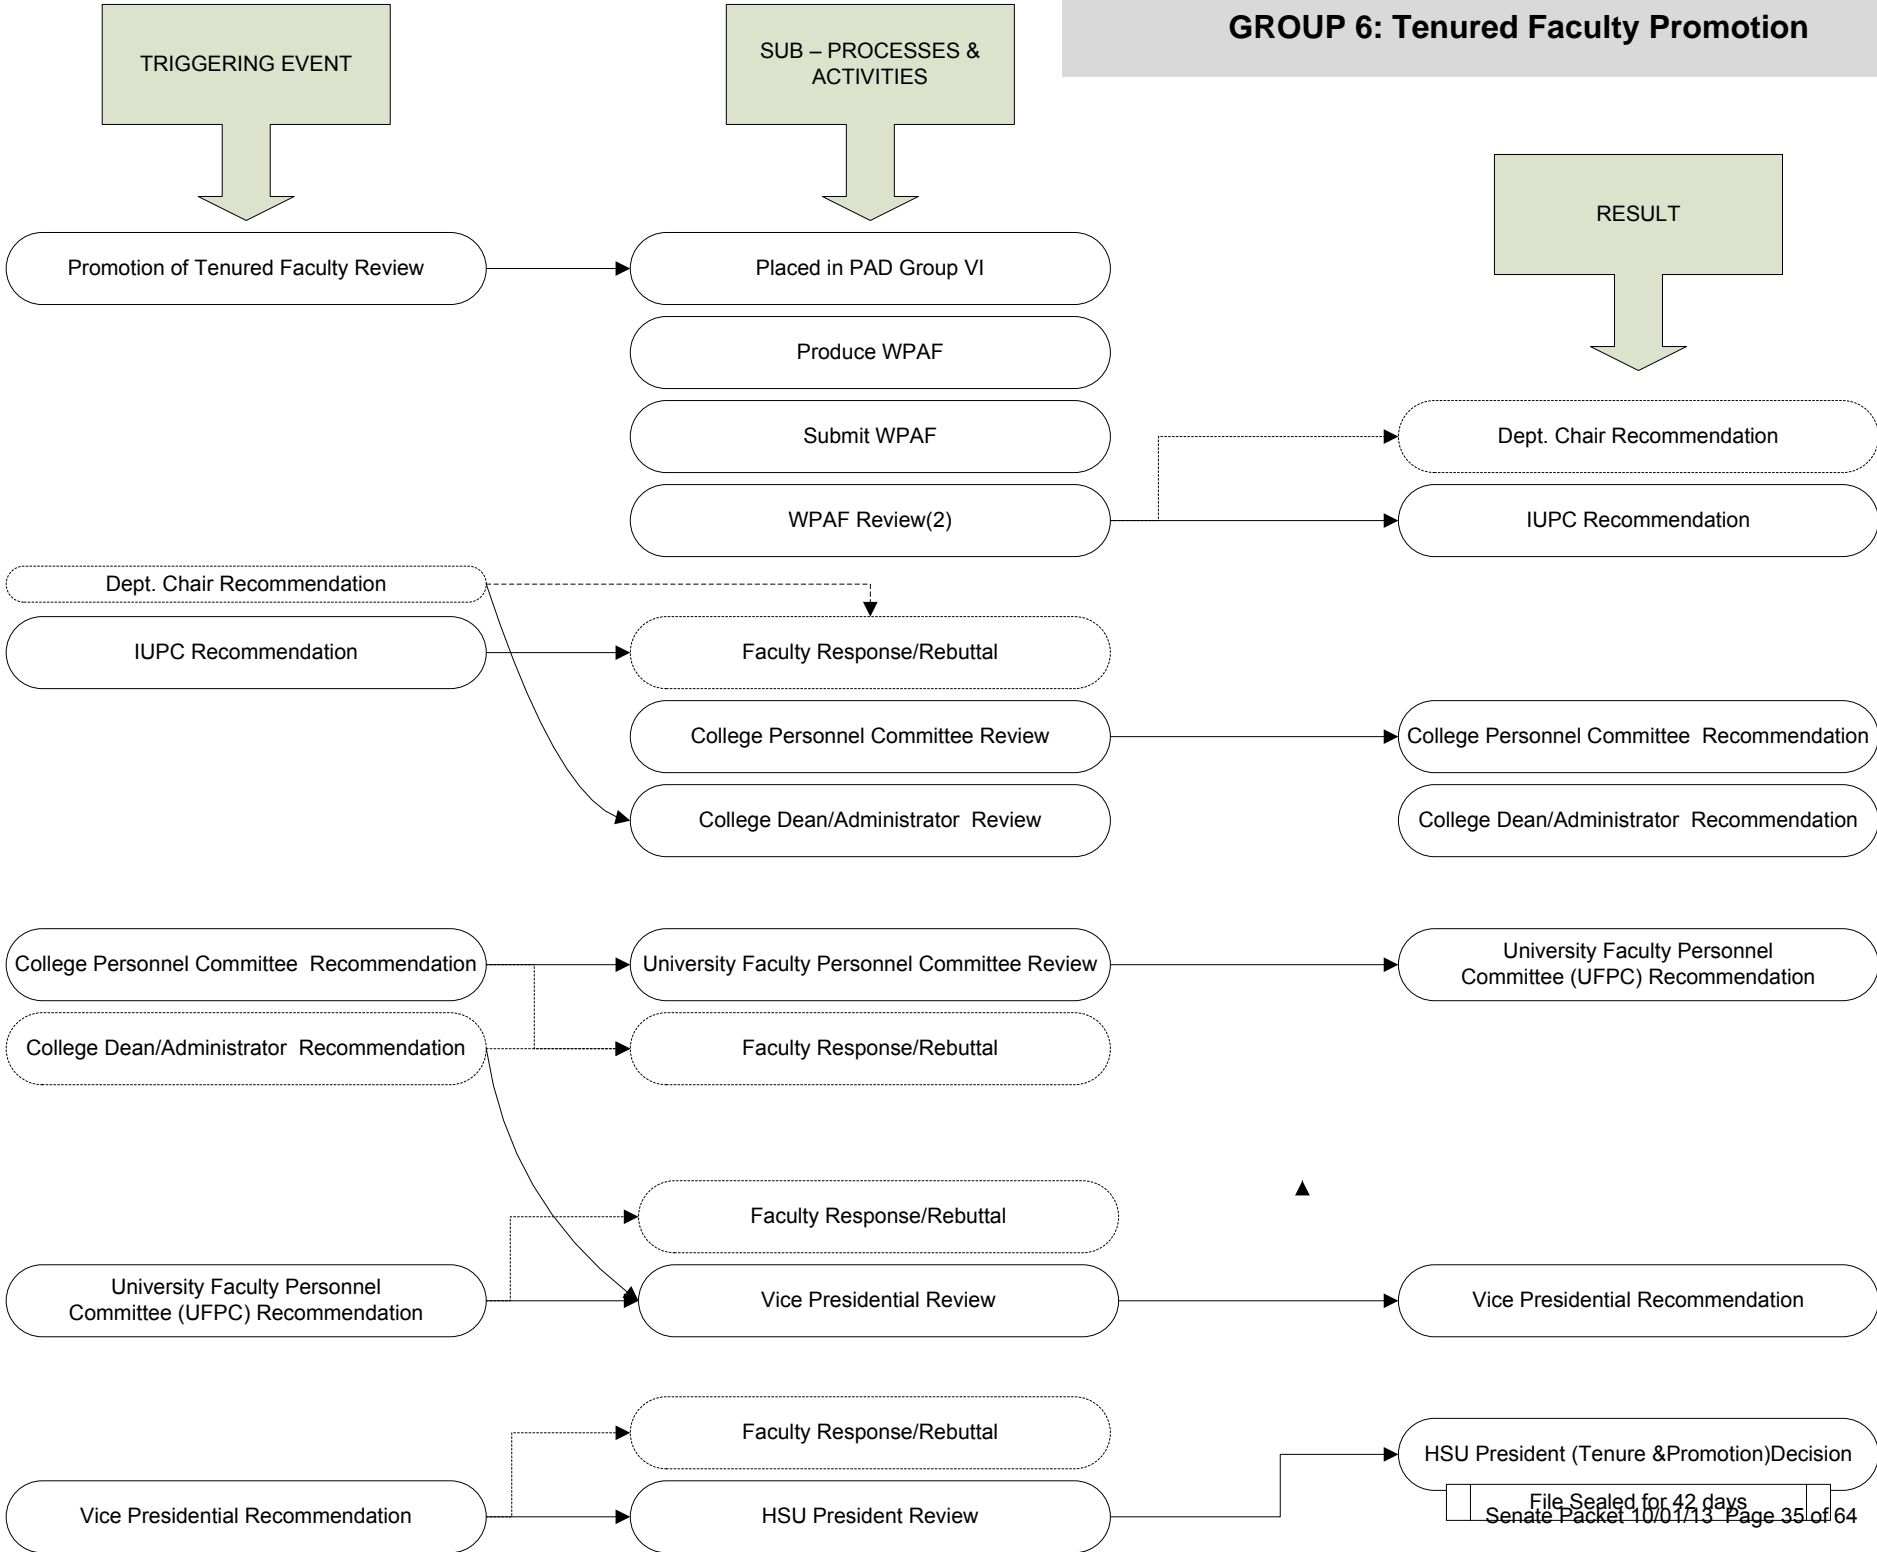 GROUP 6: Tenured Faculty Promotion
TRIGGERING EVENT
SUB – PROCESSES &
ACTIVITIES
RESULT
Promotion of Tenured Faculty Review
Placed in PAD Group VI
Produce WPAF
Submit WPAF
Dept. Chair Recommendation
WPAF Review(2)
IUPC Recommendation
Dept. Chair Recommendation
IUPC Recommendation
Faculty Response/Rebuttal
College Personnel Committee Review
College Personnel Committee  Recommendation
College Dean/Administrator  Review
College Dean/Administrator  Recommendation
College Personnel Committee  Recommendation
University Faculty Personnel Committee Review
University Faculty Personnel
Committee (UFPC) Recommendation
College Dean/Administrator  Recommendation
Faculty Response/Rebuttal
Faculty Response/Rebuttal
University Faculty Personnel
Committee (UFPC) Recommendation
Vice Presidential Review
Vice Presidential Recommendation
Faculty Response/Rebuttal
HSU President (Tenure &Promotion)Decision
Vice Presidential Recommendation
HSU President Review
File Sealed for 42 days
Senate Packet 10/01/13  Page 35 of 64